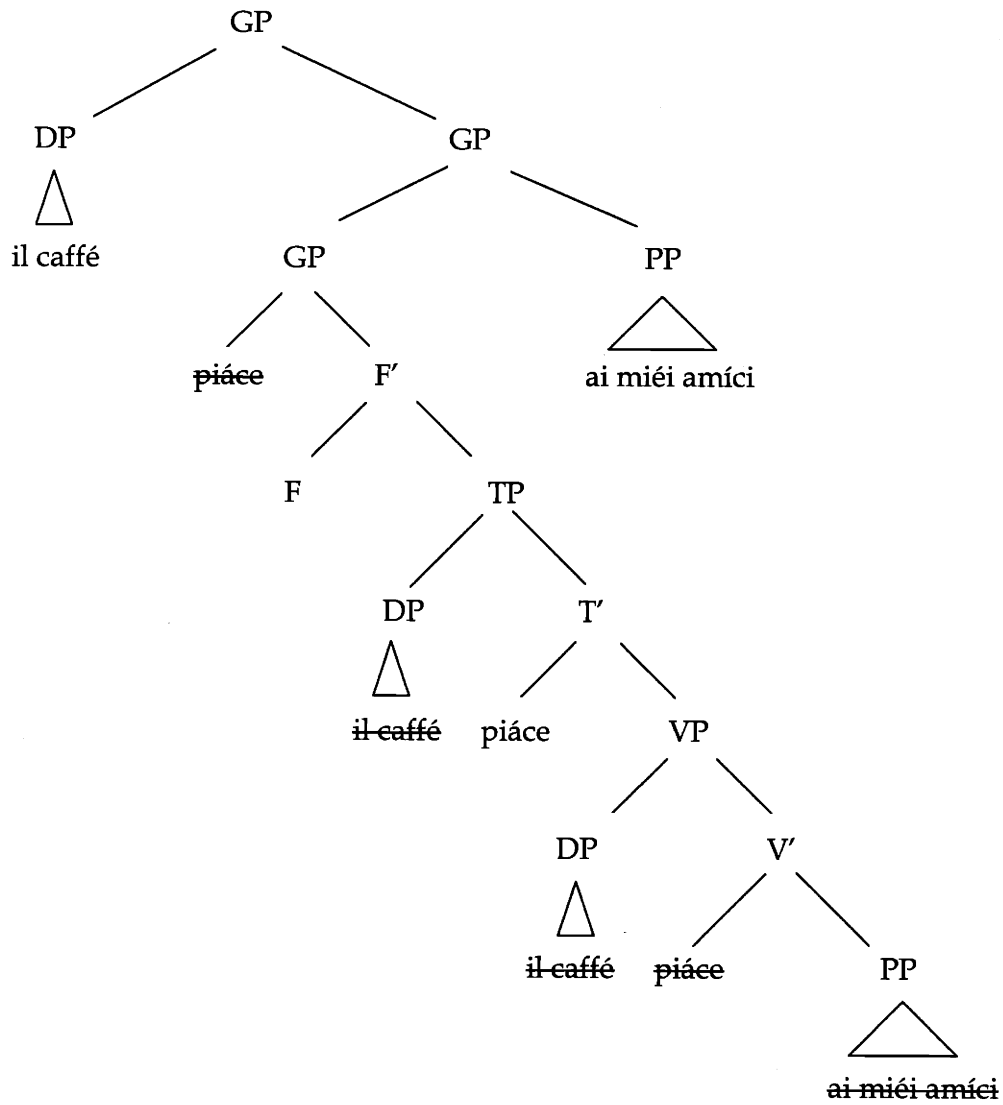 GP
DP GP
il caffé GP PP
piáce F′ ai miéi amíci
F TP
DP T′
il caffé piáce VP
DP V′
il caffé piáce PP
ai miéi amíci